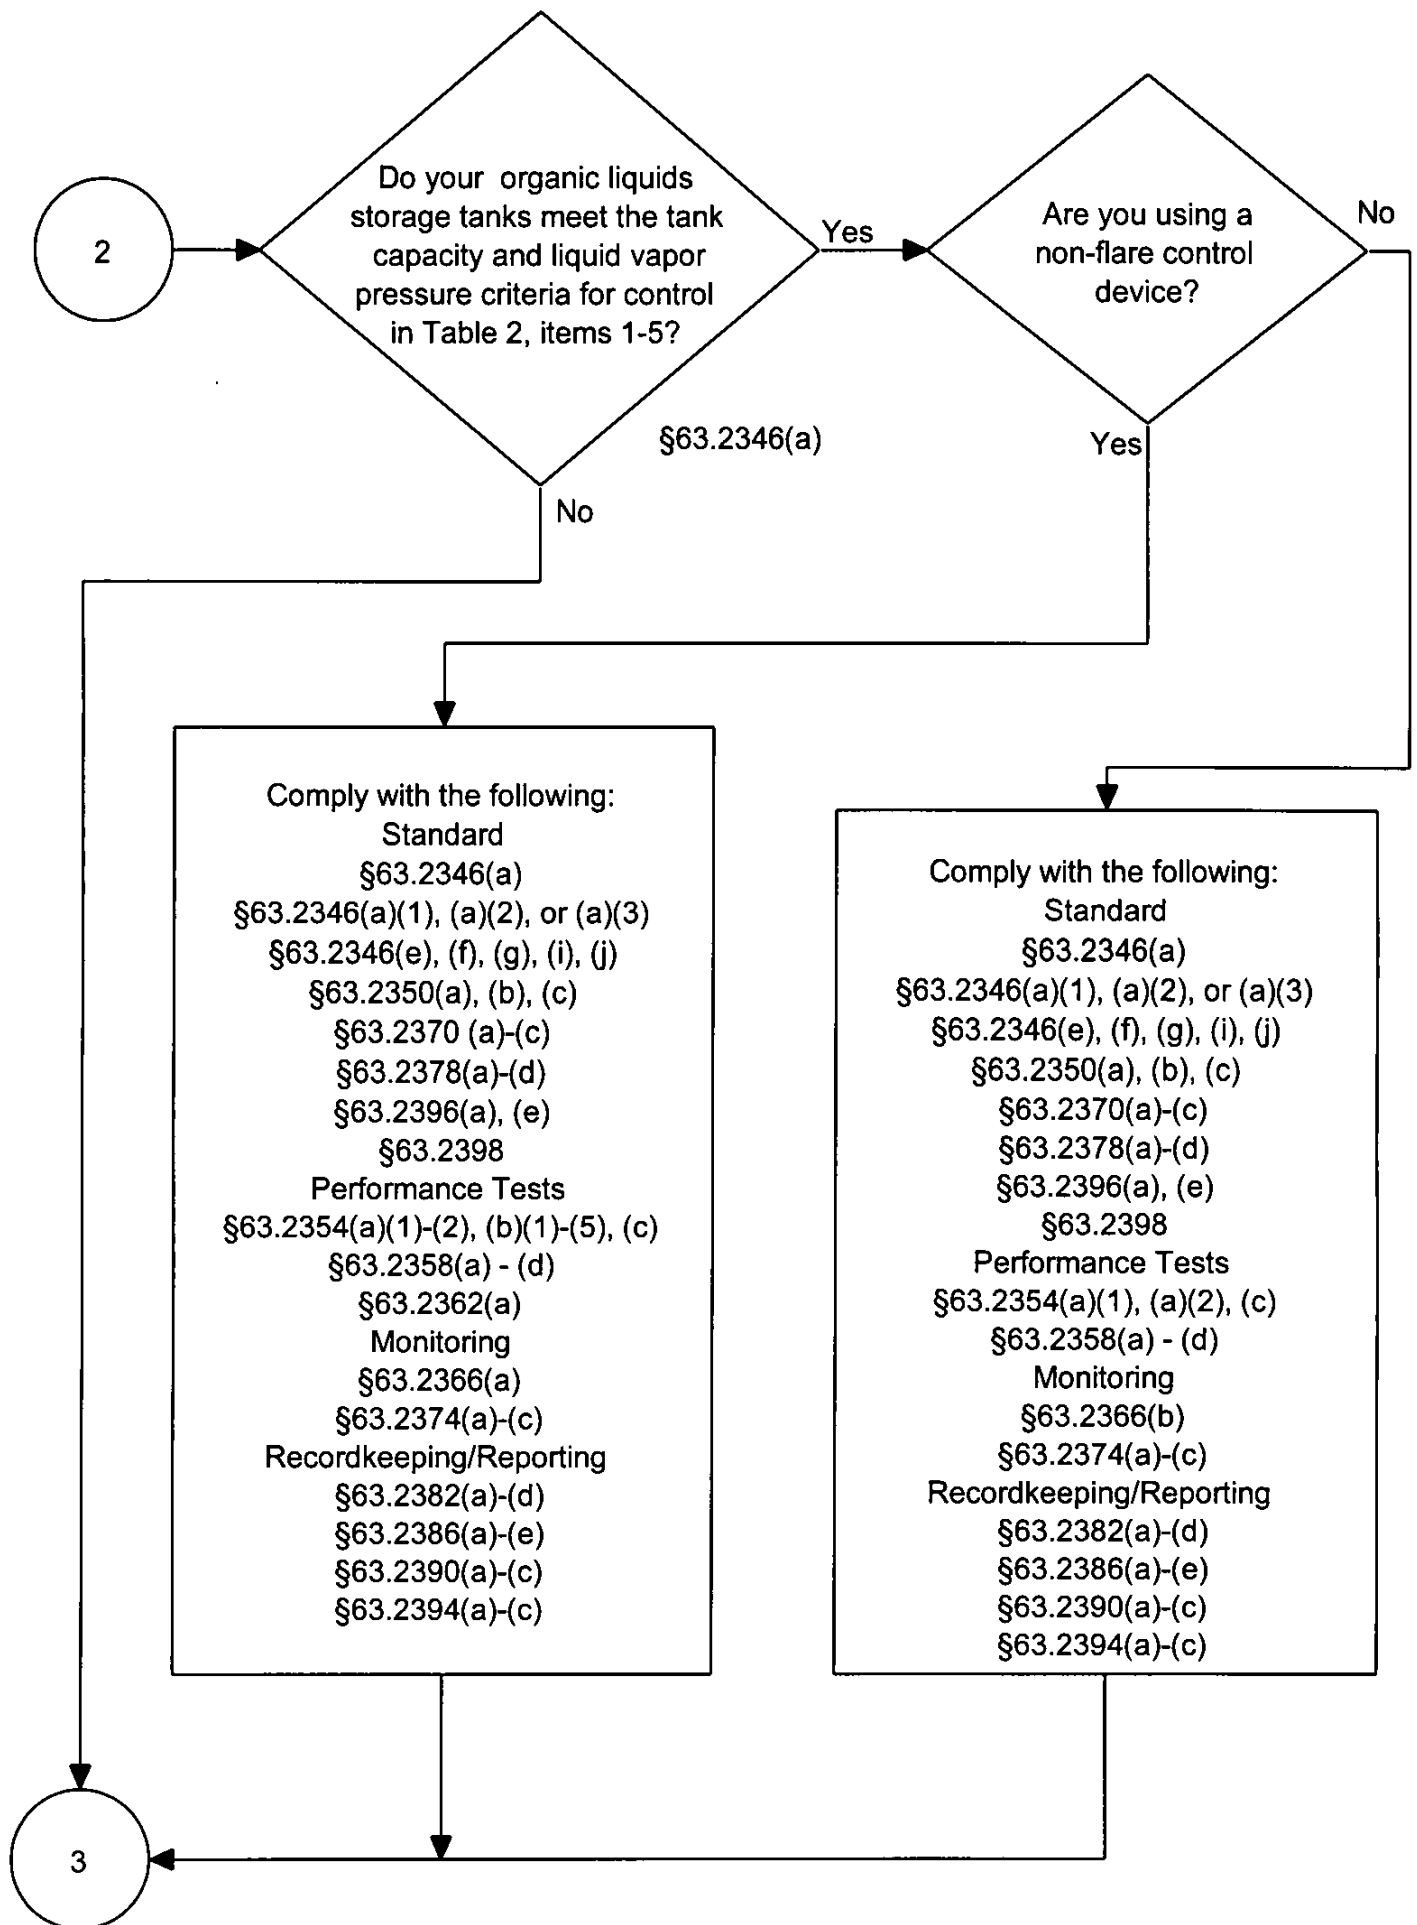 2
Do your organic liquids
storage tanks meet the tank
capacity and liquid vapor
pressure criteria for control
in Table 2, items 1-5?
Yes
Are you using a
non-flare control
device?
No
§63.2346(a)
Yes
No
Comply with the following:
Standard
§63.2346(a)
§63.2346(a)(1), (a)(2), or (a)(3)
§63.2346(e), (f), (g), (i), (j)
§63.2350(a), (b), (c)
§63.2370 (a)-(c)
§63.2378(a)-(d)
§63.2396(a), (e)
§63.2398
Performance Tests
§63.2354(a)(1)-(2), (b)(1)-(5), (c)
§63.2358(a) - (d)
§63.2362(a)
Monitoring
§63.2366(a)
§63.2374(a)-(c)
Recordkeeping/Reporting
§63.2382(a)-(d)
§63.2386(a)-(e)
§63.2390(a)-(c)
§63.2394(a)-(c)
Comply with the following:
Standard
§63.2346(a)
§63.2346(a)(1), (a)(2), or (a)(3)
§63.2346(e), (f), (g), (i), (j)
§63.2350(a), (b), (c)
§63.2370(a)-(c)
§63.2378(a)-(d)
§63.2396(a), (e)
§63.2398
Performance Tests
§63.2354(a)(1), (a)(2), (c)
§63.2358(a) - (d)
Monitoring
§63.2366(b)
§63.2374(a)-(c)
Recordkeeping/Reporting
§63.2382(a)-(d)
§63.2386(a)-(e)
§63.2390(a)-(c)
§63.2394(a)-(c)
3